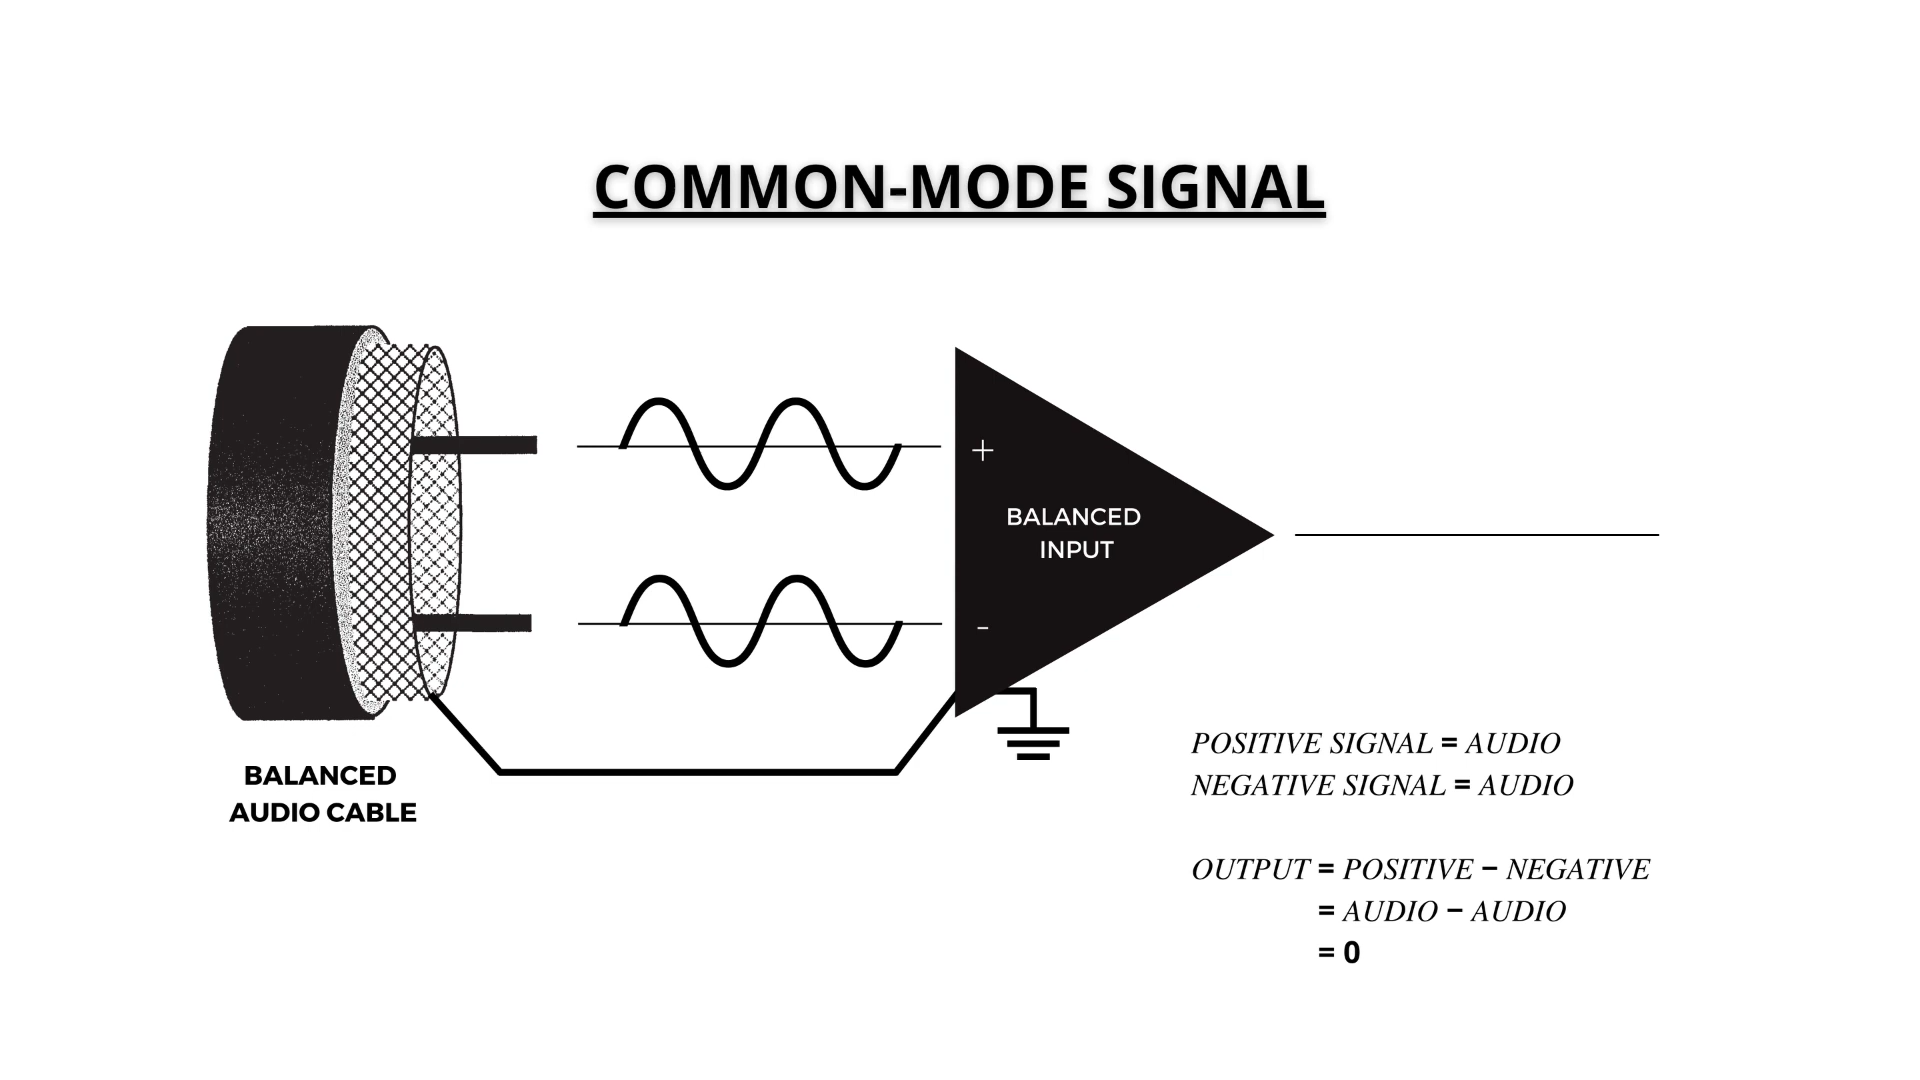 COMMON-MODE SIGNAL
+
BALANCED
INPUT
-
BALANCED
AUDIO CABLE
POSITIVE SIGNAL = AUDIO
NEGATIVE SIGNAL = AUDIO
OUTPUT = POSITIVE − NEGATIVE
= AUDIO − AUDIO
= 0